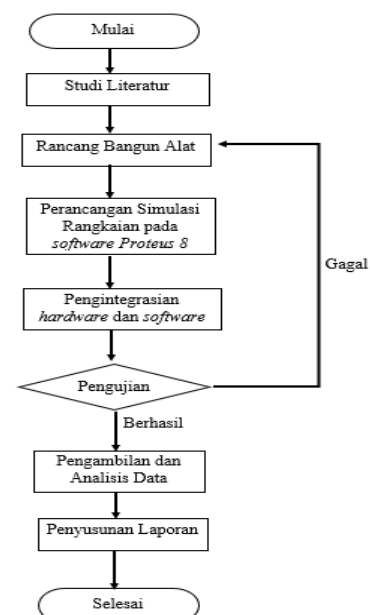 Mulai
Studi Literatur
Rancang Bangun Alat
Perancangan Simulasi
Rangkaian pada
software Proteus 8
Gagal
Pengintegrasian
hardware dan software
Pengujian
Berhasil
Pengambilan dan
Analisis Data
Penyusunan Laporan
Selesai